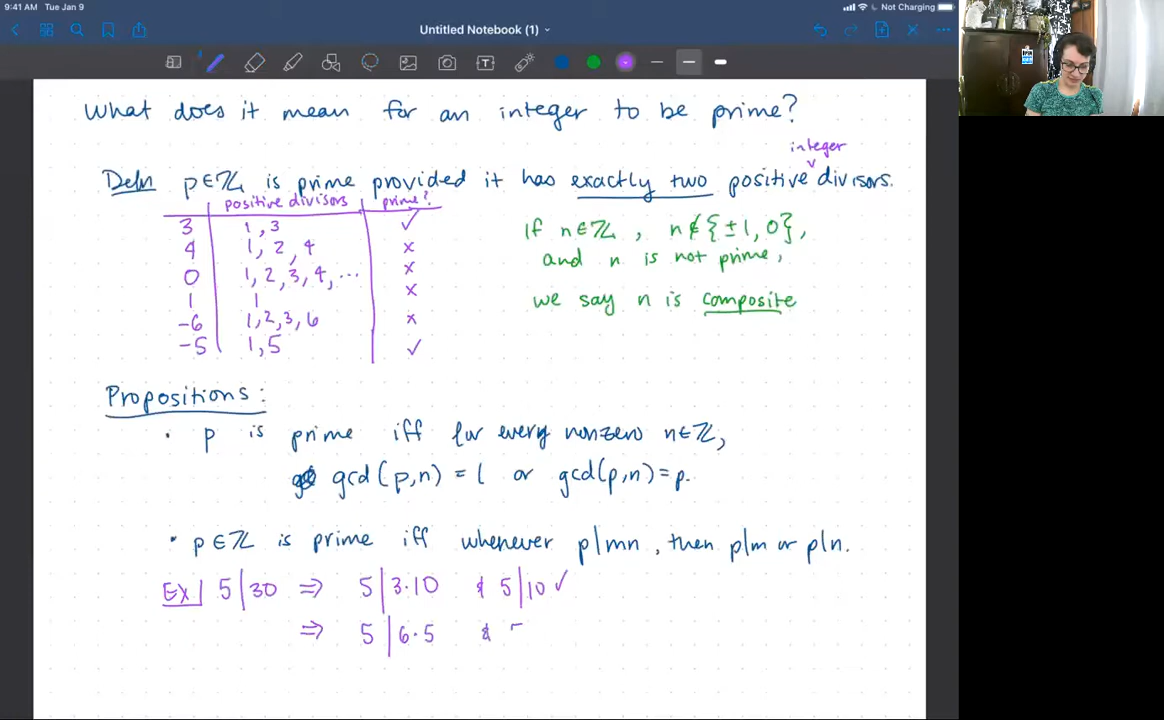 9:41 AM Tue Jan 9
Not Charging
Untitled Notebook (1)
What does it mean for an integer to be prime?
integer
Defn p∈ℤ is prime provided it has exactly two positive divisors.
positive divisors prime?
3 1, 3 ✓
4 1, 2, 4 ×
0 1, 2, 3, 4, ... ×
1 1 ×
-6 1, 2, 3, 6 ×
-5 1, 5 ✓
If n∈ℤ, n∉{±1, 0},
and n is not prime,
we say n is composite
Propositions:
• p is prime iff for every nonzero n∈ℤ,
gcd(p,n) = 1 or gcd(p,n) = p.
• p∈ℤ is prime iff whenever p|mn, then p|m or p|n.
Ex| 5|30 ⇒ 5|3·10 & 5|10 ✓
⇒ 5|6·5 &